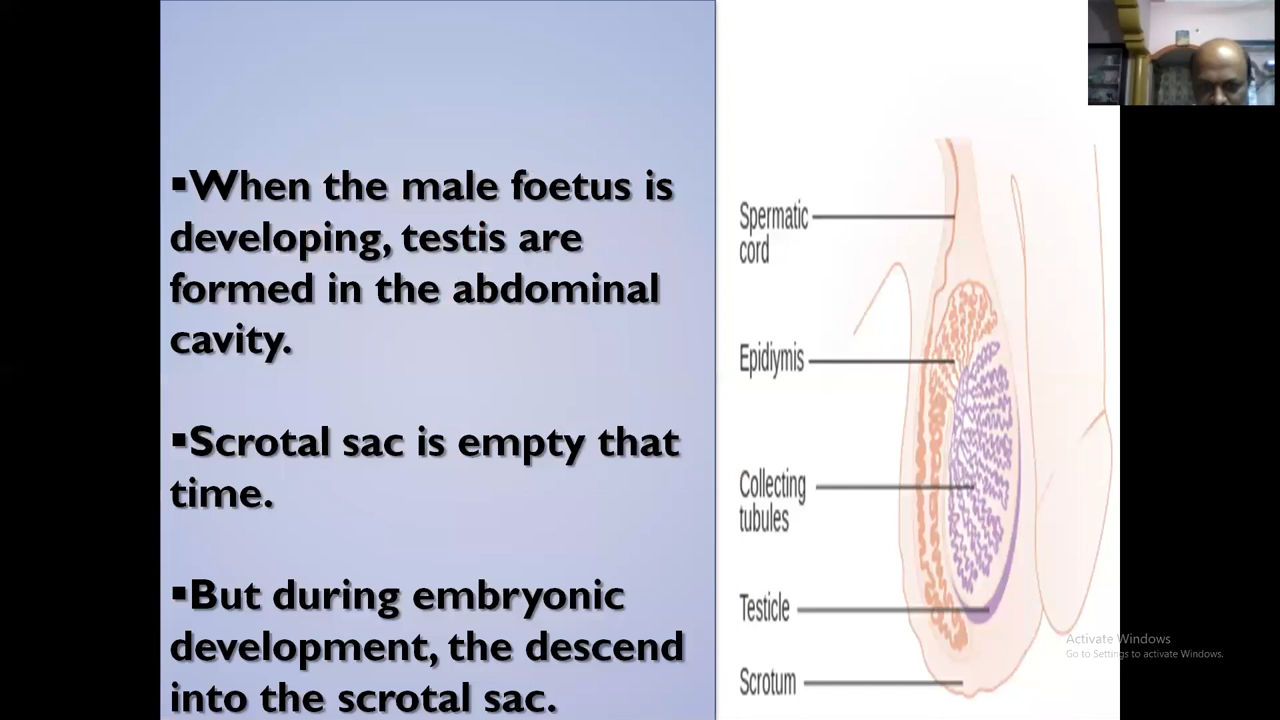 ▪When the male foetus is
developing, testis are
formed in the abdominal
cavity.
▪Scrotal sac is empty that
time.
▪But during embryonic
development, the descend
into the scrotal sac.
Spermatic
cord
Epidiymis
Collecting
tubules
Testicle
Scrotum
Activate Windows
Go to Settings to activate Windows.